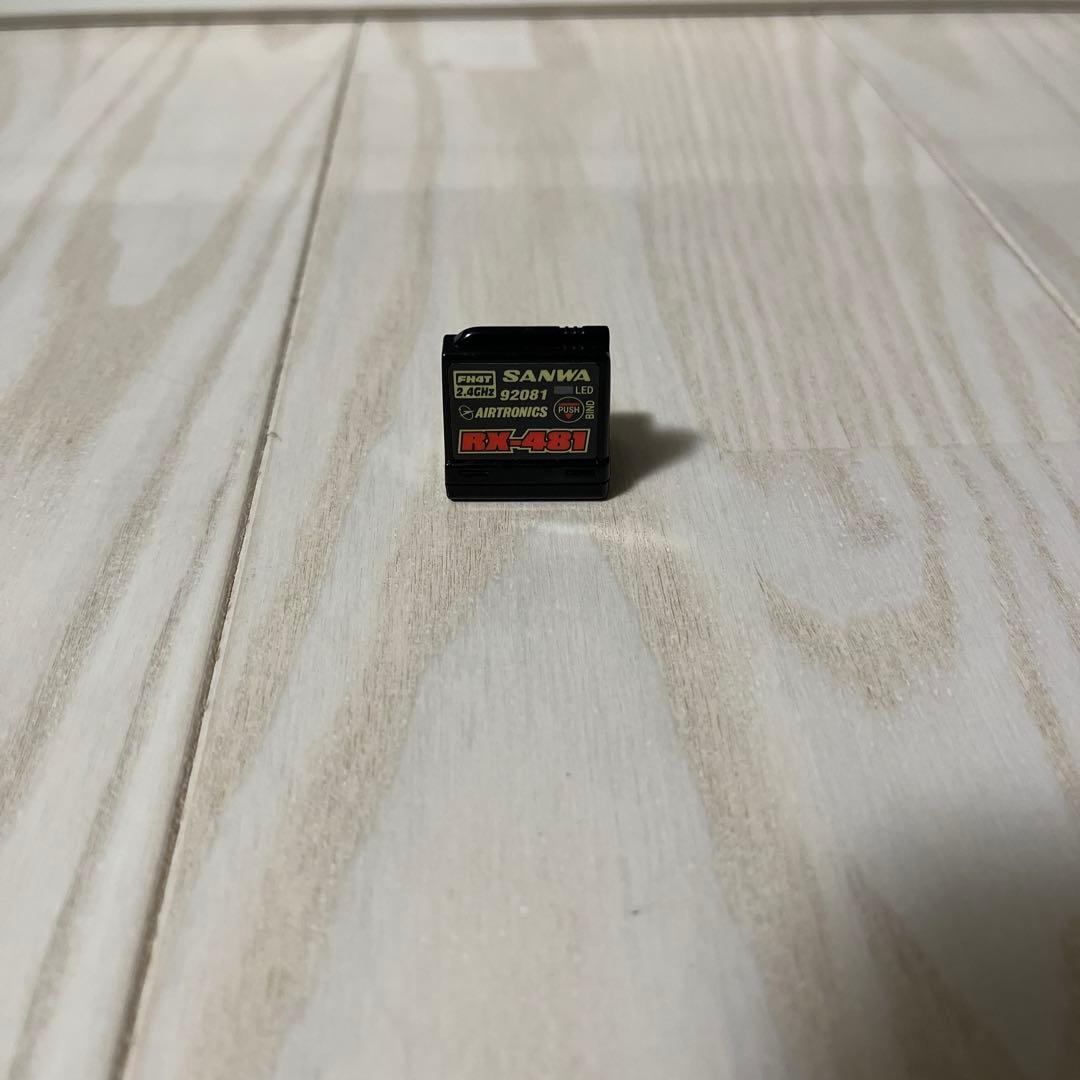 FH4T SANWA
2.4GHz 92081 LED
AIRTRONICS PUSH BIND
RX-481